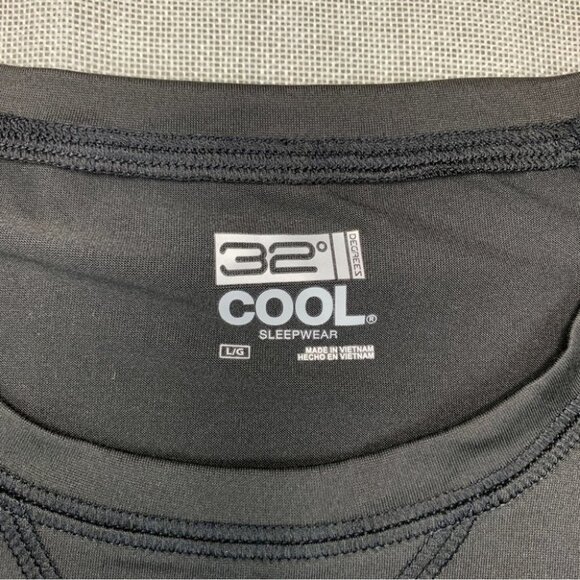 32° DEGREES
COOL®
SLEEPWEAR
L/G
MADE IN VIETNAM
HECHO EN VIETNAM